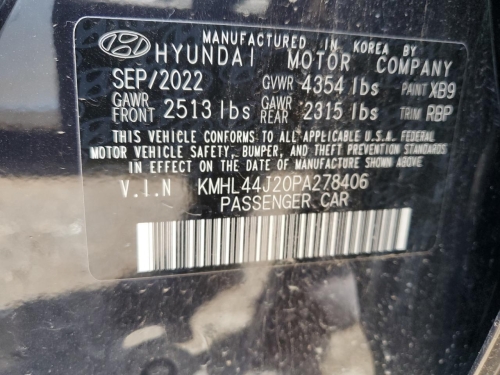 MANUFACTURED IN KOREA BY
HYUNDAI MOTOR COMPANY
SEP/2022 GVWR 4354 lbs PAINT XB9
GAWR FRONT 2513 lbs GAWR REAR 2315 lbs TRIM RBP
THIS VEHICLE CONFORMS TO ALL APPLICABLE U.S.A. FEDERAL
MOTOR VEHICLE SAFETY, BUMPER, AND THEFT PREVENTION STANDARDS
IN EFFECT ON THE DATE OF MANUFACTURE SHOWN ABOVE.
V.I.N KMHL44J20PA278406
PASSENGER CAR